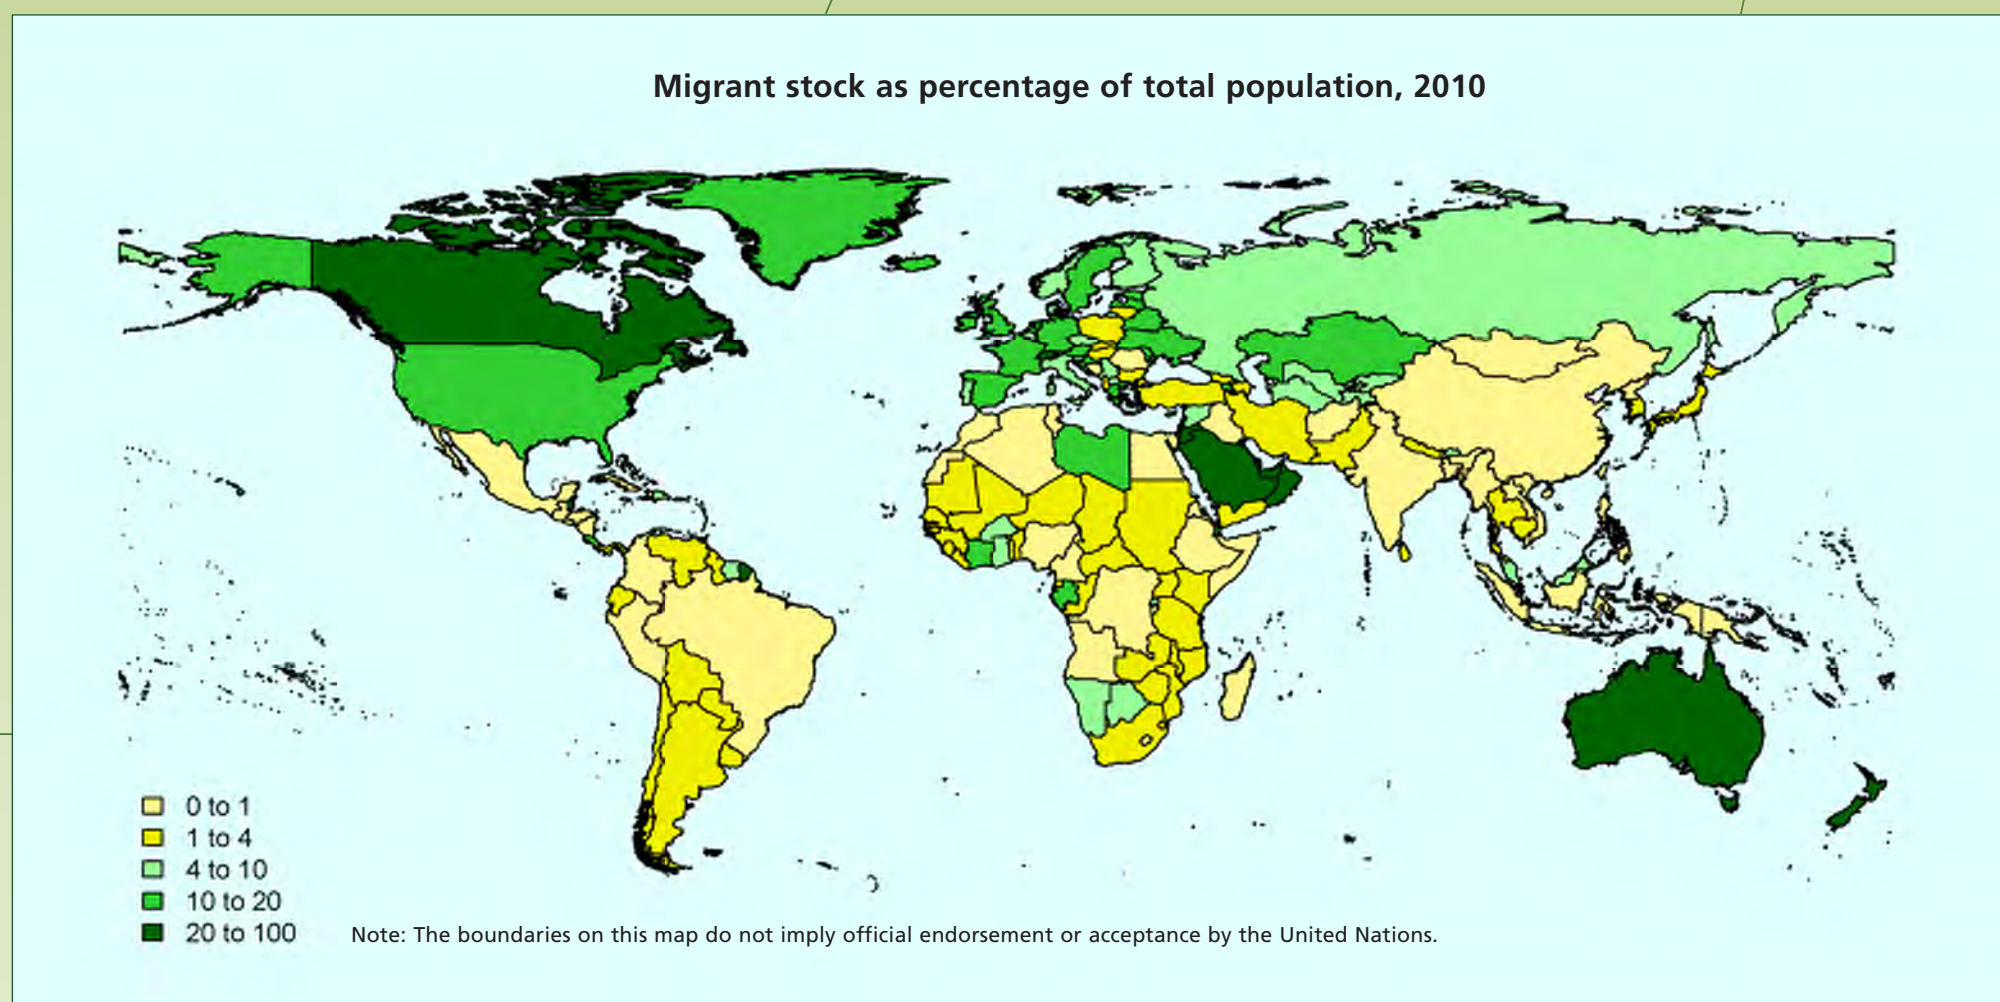 Migrant stock as percentage of total population, 2010
0 to 1
1 to 4
4 to 10
10 to 20
20 to 100
Note: The boundaries on this map do not imply official endorsement or acceptance by the United Nations.